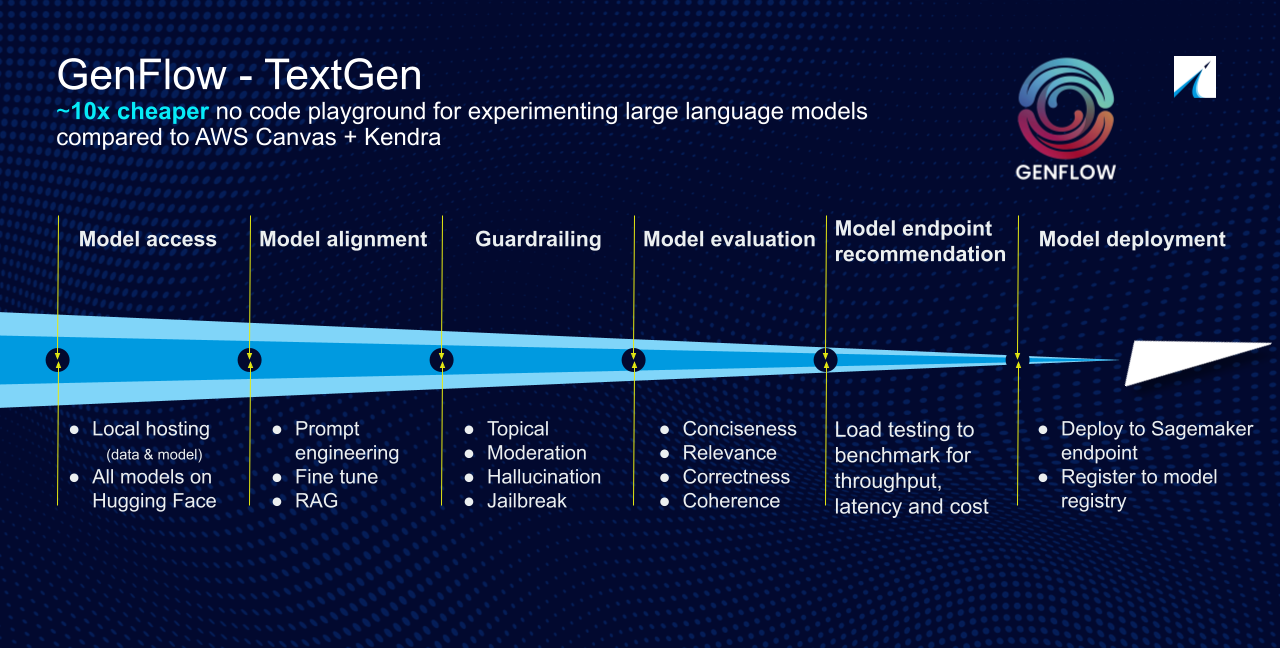 GenFlow - TextGen
~10x cheaper no code playground for experimenting large language models
compared to AWS Canvas + Kendra
GENFLOW
Model access
Model alignment
Guardrailing
Model evaluation
Model endpoint
recommendation
Model deployment
● Local hosting
(data & model)
● All models on
Hugging Face
● Prompt
engineering
● Fine tune
● RAG
● Topical
● Moderation
● Hallucination
● Jailbreak
● Conciseness
● Relevance
● Correctness
● Coherence
Load testing to
benchmark for
throughput,
latency and cost
● Deploy to Sagemaker
endpoint
● Register to model
registry